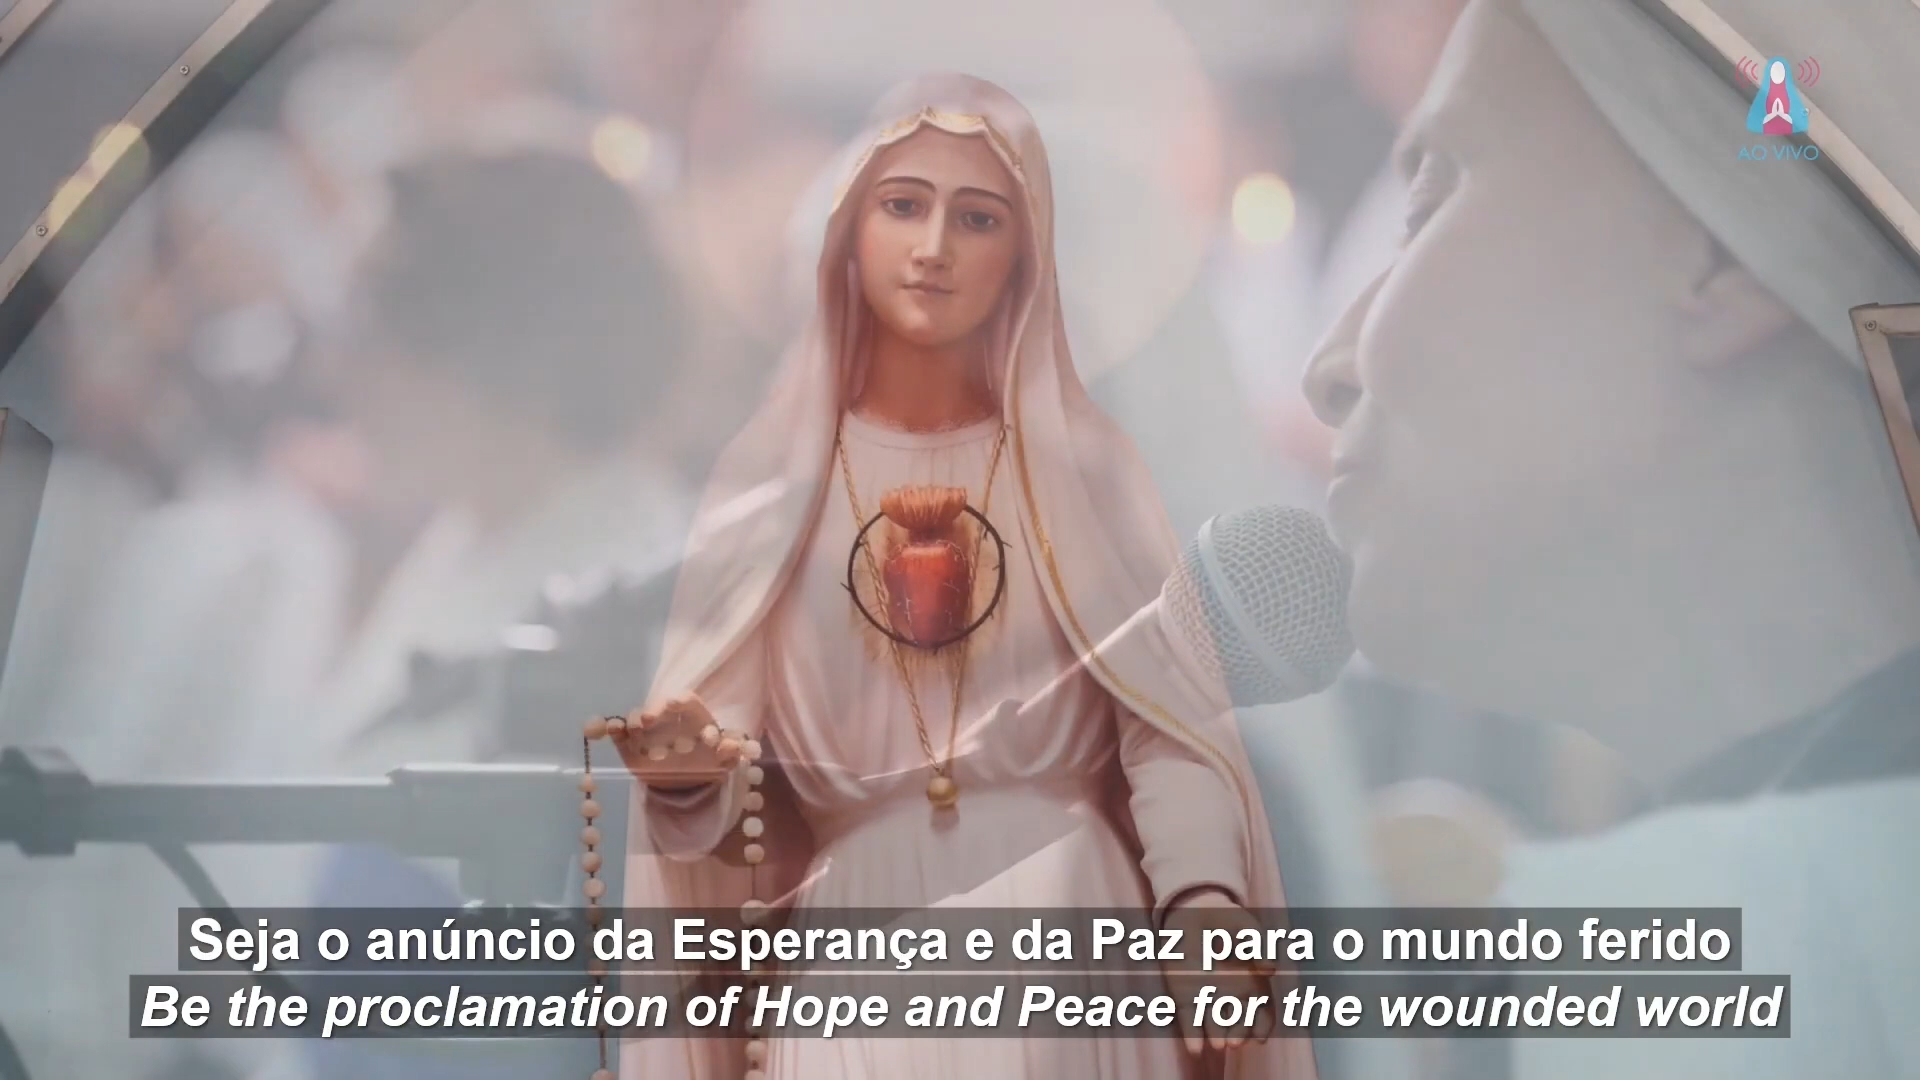 AO VIVO
Seja o anúncio da Esperança e da Paz para o mundo ferido
Be the proclamation of Hope and Peace for the wounded world